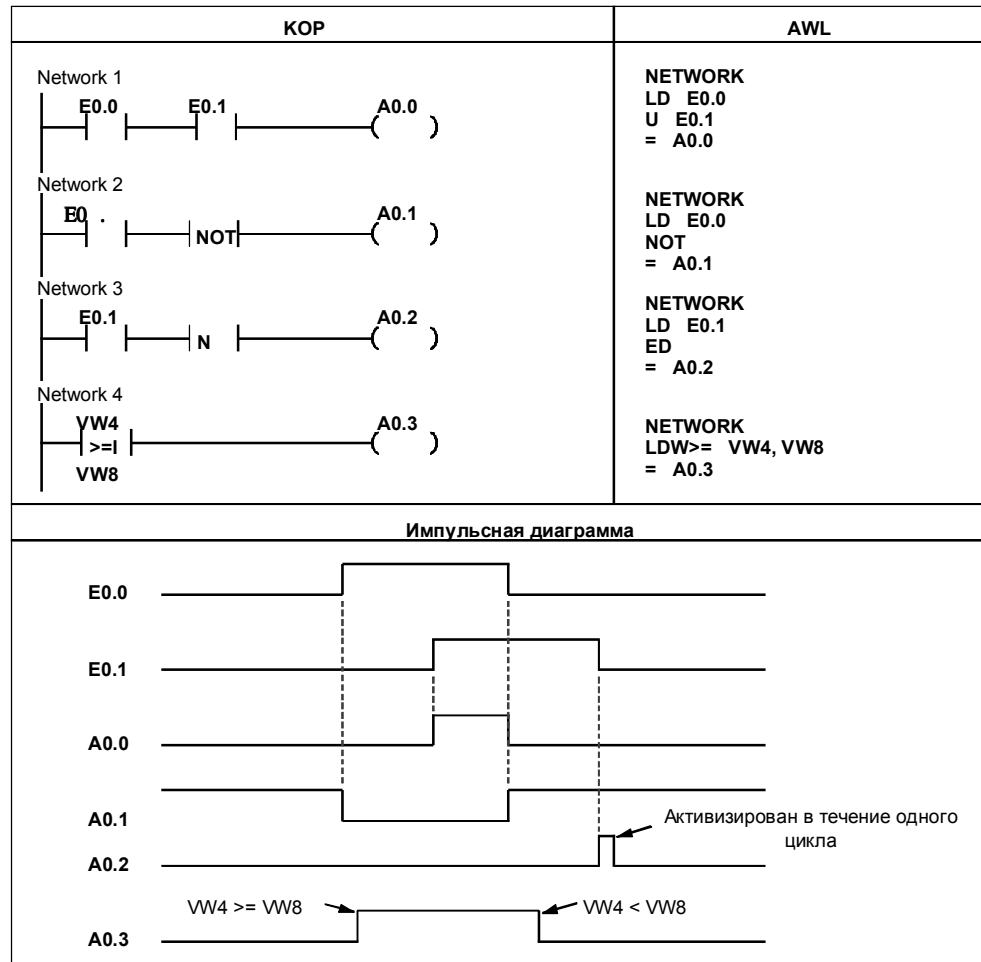 KOP
AWL
Network 1
E0.0 E0.1 A0.0
NETWORK
LD E0.0
U E0.1
= A0.0
Network 2
E0 . A0.1
NOT
NETWORK
LD E0.0
NOT
= A0.1
Network 3
E0.1 A0.2
N
NETWORK
LD E0.1
ED
= A0.2
Network 4
VW4 A0.3
>=I
VW8
NETWORK
LDW>= VW4, VW8
= A0.3
Импульсная диаграмма
E0.0
E0.1
A0.0
A0.1
Активизирован в течение одного
цикла
A0.2
VW4 >= VW8 VW4 < VW8
A0.3